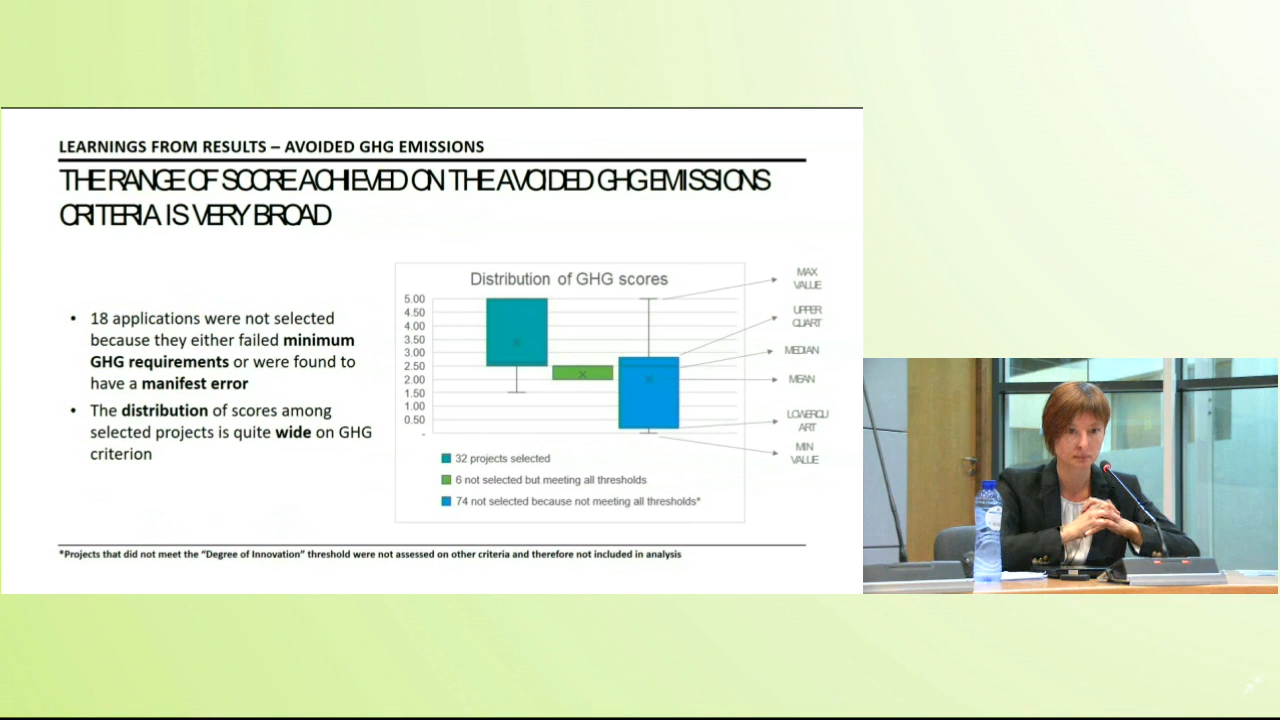 LEARNINGS FROM RESULTS – AVOIDED GHG EMISSIONS
THE RANGE OF SCORE ACHIEVED ON THE AVOIDED GHG EMISSIONS
CRITERIA IS VERY BROAD
• 18 applications were not selected
because they either failed minimum
GHG requirements or were found to
have a manifest error
• The distribution of scores among
selected projects is quite wide on GHG
criterion
Distribution of GHG scores
5.00
4.50
4.00
3.50
3.00
2.50
2.00
1.50
1.00
0.50
-
MAX
VALUE
UPPER
QUART
MEDIAN
MEAN
LOWERQU
ART
MIN
VALUE
32 projects selected
6 not selected but meeting all thresholds
74 not selected because not meeting all thresholds*
*Projects that did not meet the “Degree of Innovation” threshold were not assessed on other criteria and therefore not included in analysis